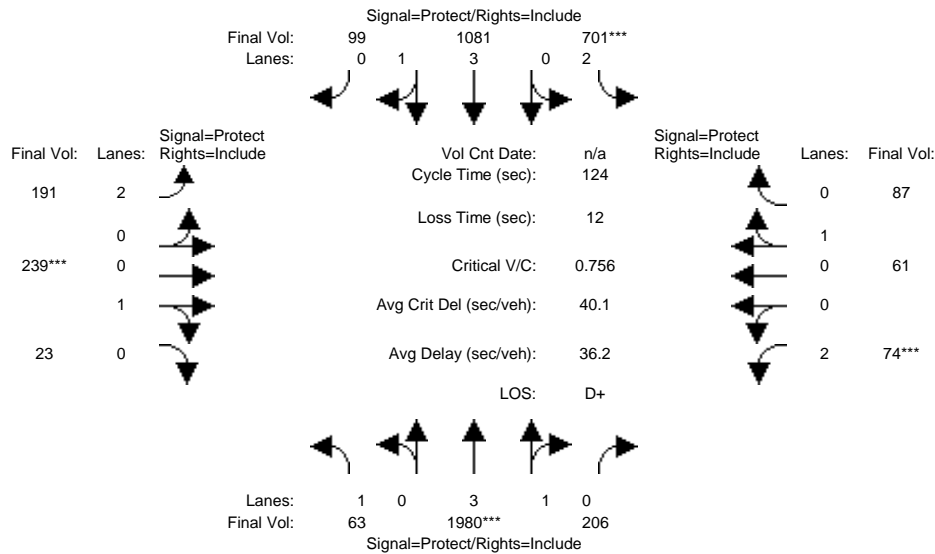 Signal=Protect/Rights=Include
Final Vol: 99 1081 701***
Lanes: 0 1 3 0 2
Signal=Protect
Final Vol: Lanes: Rights=Include
Vol Cnt Date: n/a
Signal=Protect
Rights=Include Lanes: Final Vol:
Cycle Time (sec): 124
191 2
0 87
Loss Time (sec): 12
0
1
239*** 0
Critical V/C: 0.756
0 61
1
Avg Crit Del (sec/veh): 40.1
0
23 0
Avg Delay (sec/veh): 36.2
2 74***
LOS: D+
Lanes: 1 0 3 1 0
Final Vol: 63 1980*** 206
Signal=Protect/Rights=Include